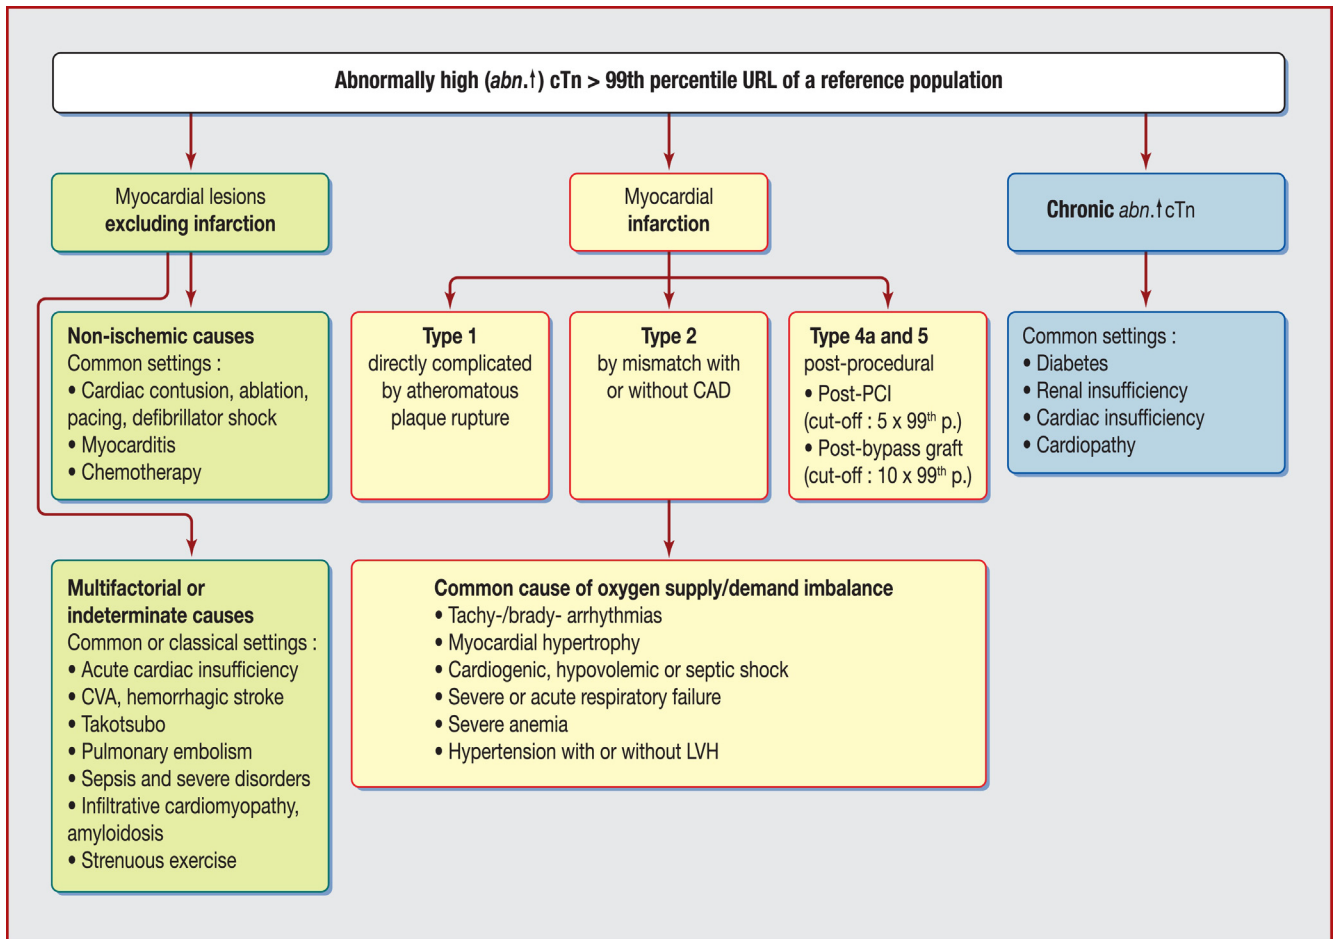 Abnormally high (abn.↑) cTn > 99th percentile URL of a reference population
Myocardial lesions
excluding infarction
Myocardial
infarction
Chronic abn.↑cTn
Non-ischemic causes
Common settings :
• Cardiac contusion, ablation,
pacing, defibrillator shock
• Myocarditis
• Chemotherapy
Type 1
directly complicated
by atheromatous
plaque rupture
Type 2
by mismatch with
or without CAD
Type 4a and 5
post-procedural
• Post-PCI
(cut-off : 5 x 99th p.)
• Post-bypass graft
(cut-off : 10 x 99th p.)
Common settings :
• Diabetes
• Renal insufficiency
• Cardiac insufficiency
• Cardiopathy
Multifactorial or
indeterminate causes
Common or classical settings :
• Acute cardiac insufficiency
• CVA, hemorrhagic stroke
• Takotsubo
• Pulmonary embolism
• Sepsis and severe disorders
• Infiltrative cardiomyopathy,
amyloidosis
• Strenuous exercise
Common cause of oxygen supply/demand imbalance
• Tachy-/brady- arrhythmias
• Myocardial hypertrophy
• Cardiogenic, hypovolemic or septic shock
• Severe or acute respiratory failure
• Severe anemia
• Hypertension with or without LVH